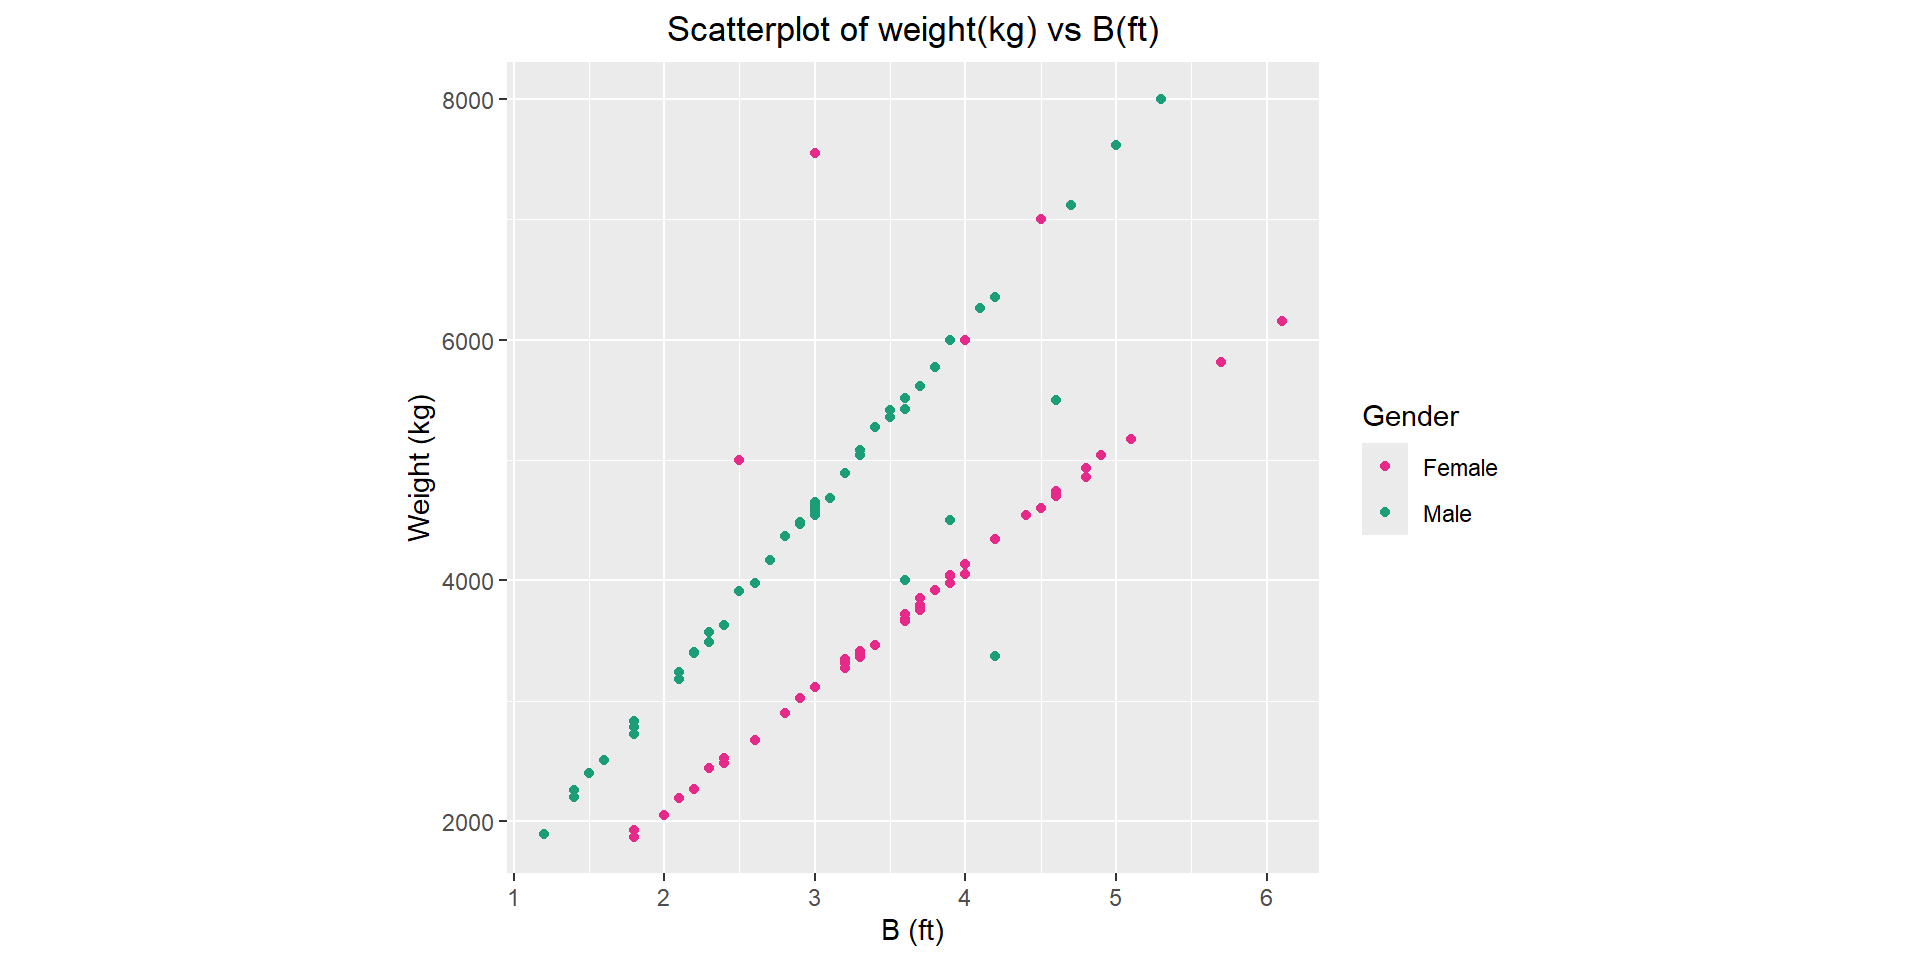 Scatterplot of weight(kg) vs B(ft)
8000
6000
4000
2000
Weight (kg)
1 2 3 4 5 6
B (ft)
Gender
Female
Male